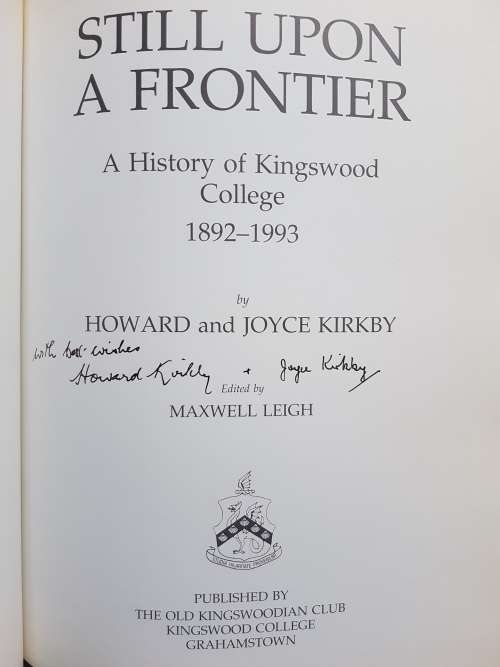 STILL UPON
A FRONTIER
A History of Kingswood
College
1892–1993
by
HOWARD and JOYCE KIRKBY
with best wishes
Howard Kirkby + Joyce Kirkby
Edited by
MAXWELL LEIGH
PUBLISHED BY
THE OLD KINGSWOODIAN CLUB
KINGSWOOD COLLEGE
GRAHAMSTOWN